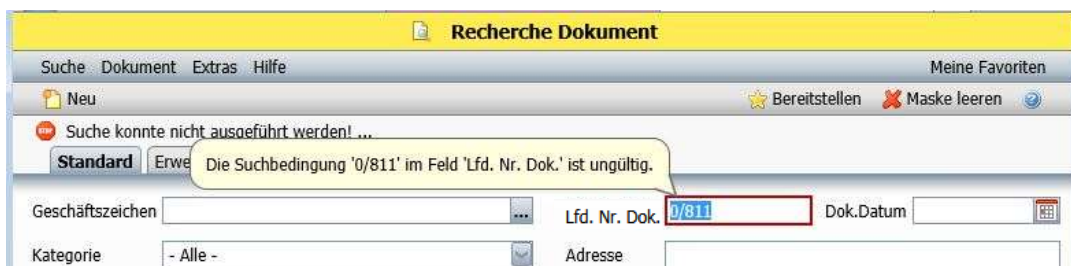 Recherche Dokument
Suche Dokument Extras Hilfe Meine Favoriten
Neu Bereitstellen Maske leeren
Suche konnte nicht ausgeführt werden! ...
Standard Erwe
Die Suchbedingung '0/811' im Feld 'Lfd. Nr. Dok.' ist ungültig.
Geschäftszeichen ... Lfd. Nr. Dok. 0/811 Dok.Datum
Kategorie - Alle - Adresse